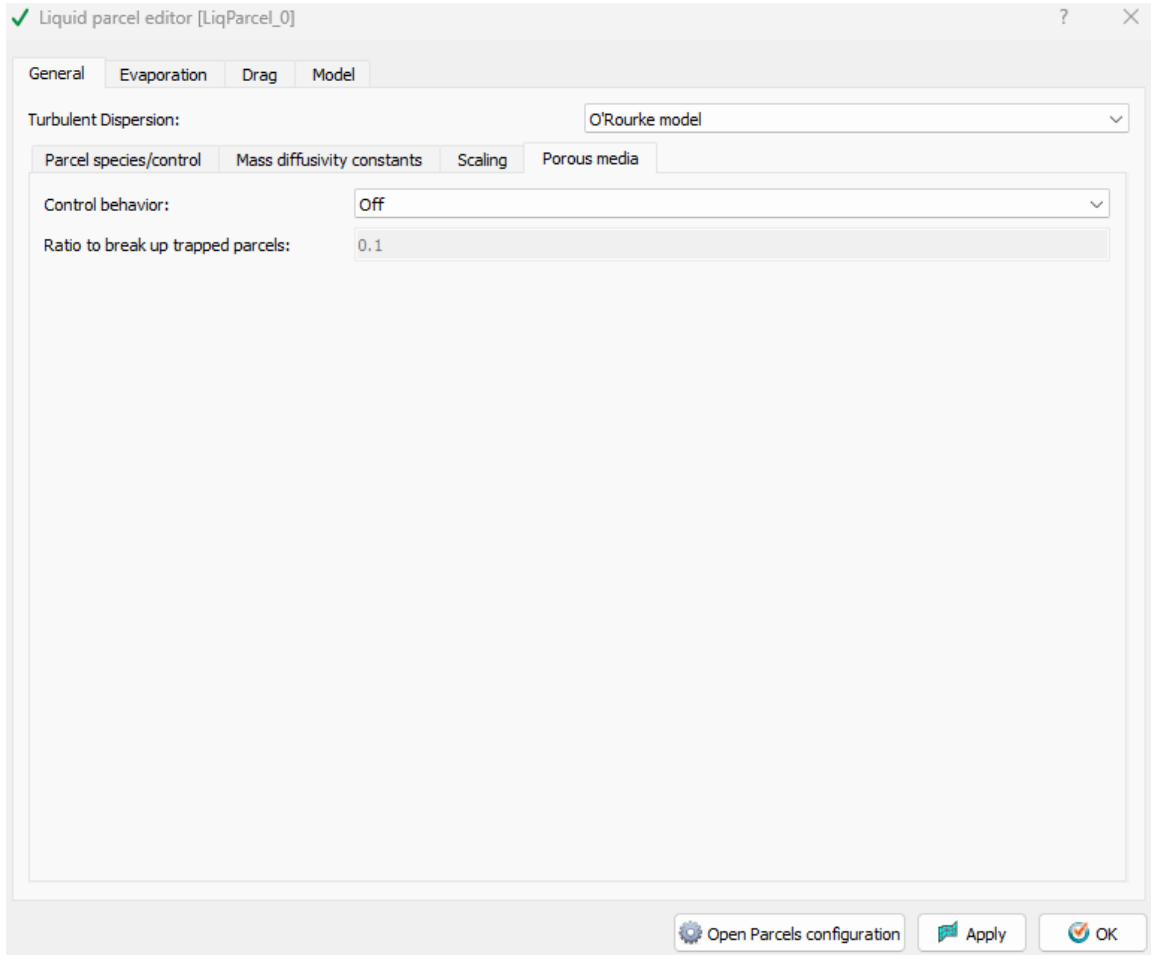 Liquid parcel editor [LiqParcel_0] ?
General Evaporation Drag Model
Turbulent Dispersion: O'Rourke model
Parcel species/control Mass diffusivity constants Scaling Porous media
Control behavior: Off
Ratio to break up trapped parcels: 0.1
Open Parcels configuration Apply OK